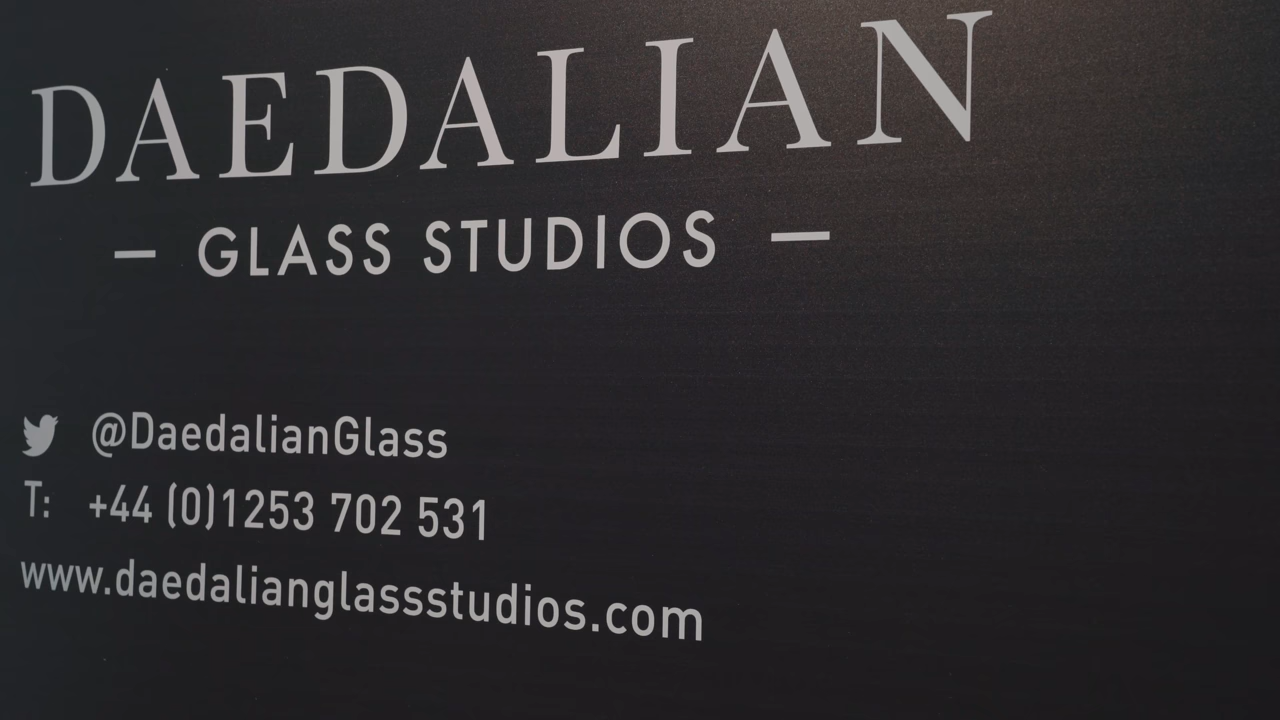 DAEDALIAN
— GLASS STUDIOS —
@DaedalianGlass
T: +44 (0)1253 702 531
www.daedalianglassstudios.com